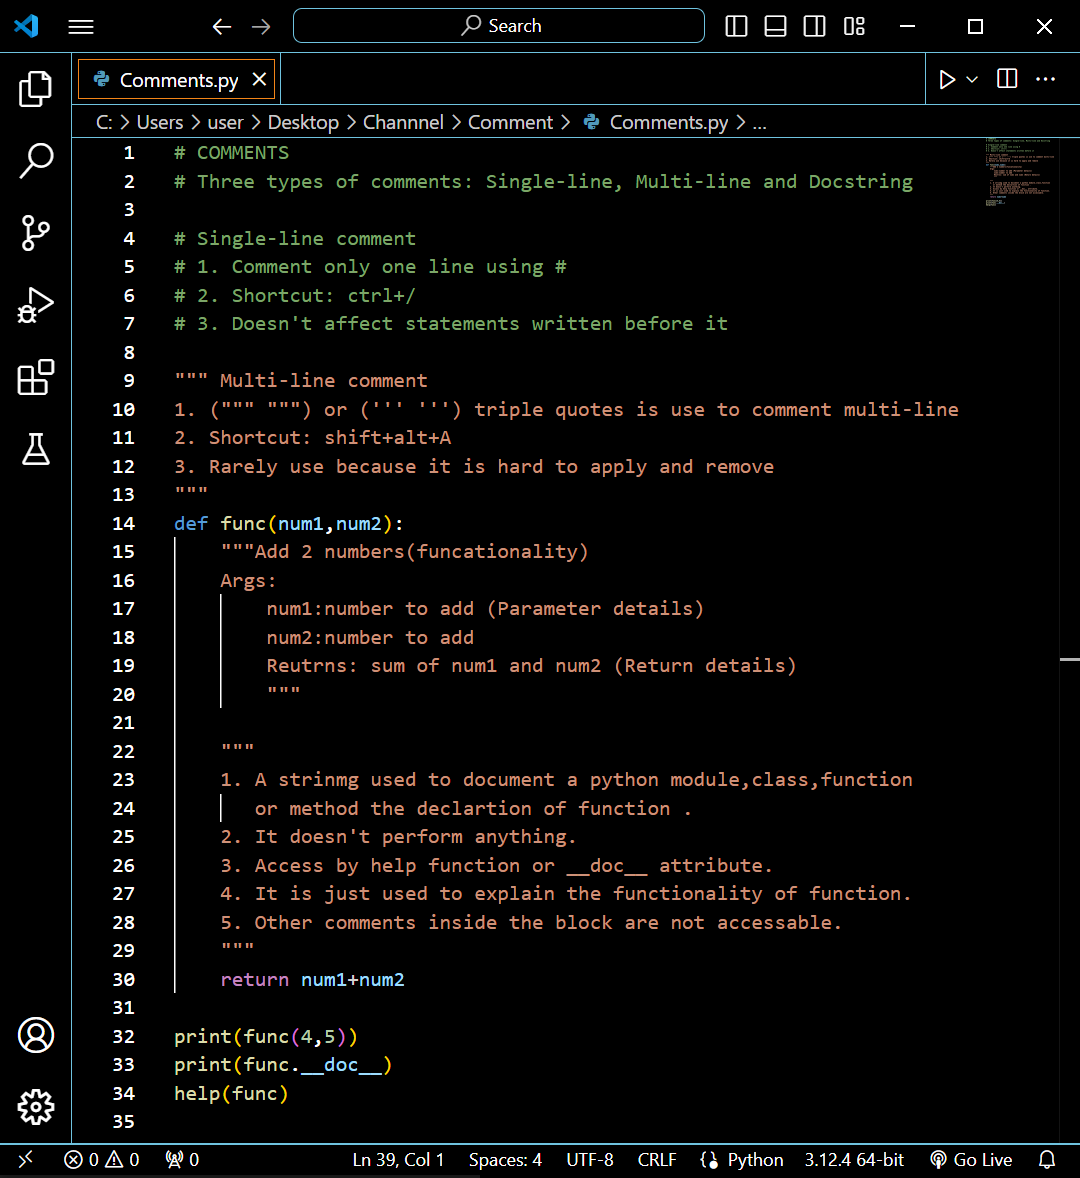 Search
Comments.py
C: > Users > user > Desktop > Channnel > Comment > Comments.py > ...
1 # COMMENTS
2 # Three types of comments: Single-line, Multi-line and Docstring
3
4 # Single-line comment
5 # 1. Comment only one line using #
6 # 2. Shortcut: ctrl+/
7 # 3. Doesn't affect statements written before it
8
9 """ Multi-line comment
10 1. (""" """) or (''' ''') triple quotes is use to comment multi-line
11 2. Shortcut: shift+alt+A
12 3. Rarely use because it is hard to apply and remove
13 """
14 def func(num1,num2):
15     """Add 2 numbers(funcationality)
16     Args:
17         num1:number to add (Parameter details)
18         num2:number to add
19         Reutrns: sum of num1 and num2 (Return details)
20         """
21
22     """
23     1. A strinmg used to document a python module,class,function
24        or method the declartion of function .
25     2. It doesn't perform anything.
26     3. Access by help function or __doc__ attribute.
27     4. It is just used to explain the functionality of function.
28     5. Other comments inside the block are not accessable.
29     """
30     return num1+num2
31
32 print(func(4,5))
33 print(func.__doc__)
34 help(func)
35
0 0 0 Ln 39, Col 1 Spaces: 4 UTF-8 CRLF Python 3.12.4 64-bit Go Live